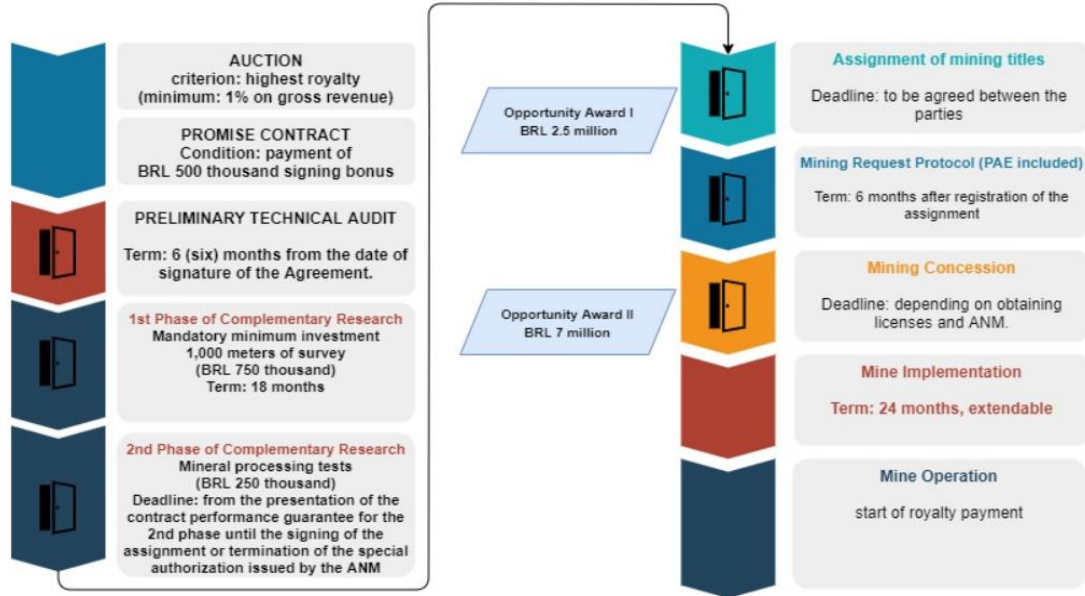 AUCTION
criterion: highest royalty
(minimum: 1% on gross revenue)
PROMISE CONTRACT
Condition: payment of
BRL 500 thousand signing bonus
PRELIMINARY TECHNICAL AUDIT
Term: 6 (six) months from the date of
signature of the Agreement.
1st Phase of Complementary Research
Mandatory minimum investment
1,000 meters of survey
(BRL 750 thousand)
Term: 18 months
2nd Phase of Complementary Research
Mineral processing tests
(BRL 250 thousand)
Deadline: from the presentation of the
contract performance guarantee for the
2nd phase until the signing of the
assignment or termination of the special
authorization issued by the ANM
Opportunity Award I
BRL 2.5 million
Opportunity Award II
BRL 7 million
Assignment of mining titles
Deadline: to be agreed between the
parties
Mining Request Protocol (PAE included)
Term: 6 months after registration of the
assignment
Mining Concession
Deadline: depending on obtaining
licenses and ANM.
Mine Implementation
Term: 24 months, extendable
Mine Operation
start of royalty payment